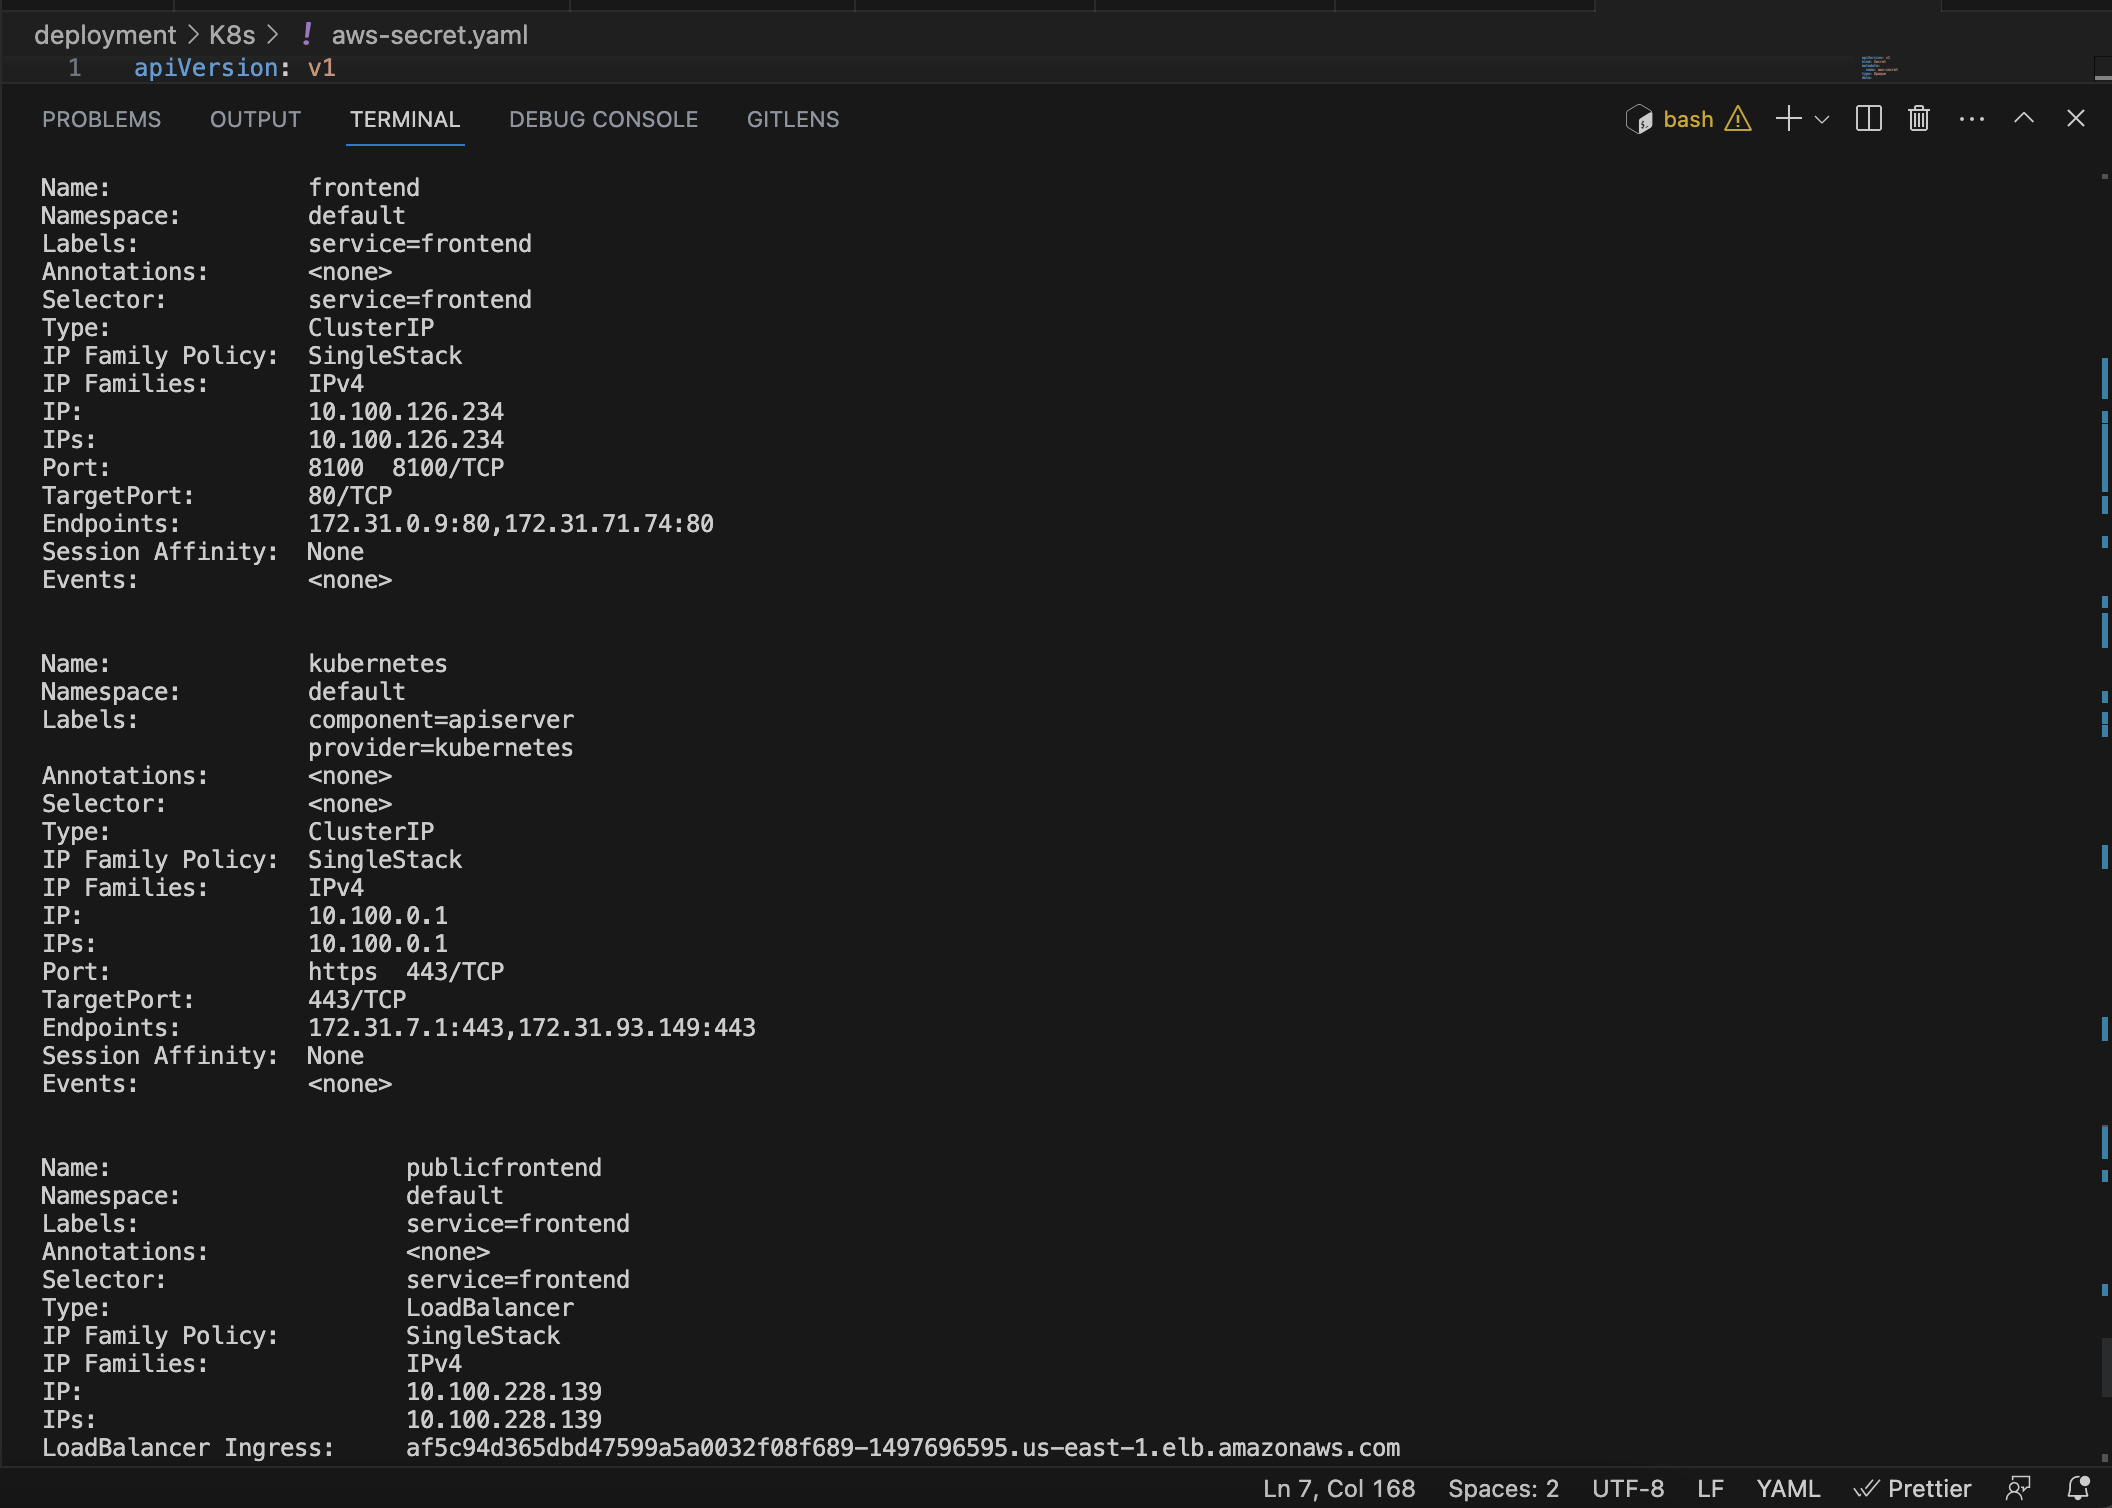 deployment > K8s > ! aws-secret.yaml
1 apiVersion: v1
PROBLEMS OUTPUT TERMINAL DEBUG CONSOLE GITLENS bash
Name: frontend
Namespace: default
Labels: service=frontend
Annotations: <none>
Selector: service=frontend
Type: ClusterIP
IP Family Policy: SingleStack
IP Families: IPv4
IP: 10.100.126.234
IPs: 10.100.126.234
Port: 8100 8100/TCP
TargetPort: 80/TCP
Endpoints: 172.31.0.9:80,172.31.71.74:80
Session Affinity: None
Events: <none>
Name: kubernetes
Namespace: default
Labels: component=apiserver
provider=kubernetes
Annotations: <none>
Selector: <none>
Type: ClusterIP
IP Family Policy: SingleStack
IP Families: IPv4
IP: 10.100.0.1
IPs: 10.100.0.1
Port: https 443/TCP
TargetPort: 443/TCP
Endpoints: 172.31.7.1:443,172.31.93.149:443
Session Affinity: None
Events: <none>
Name: publicfrontend
Namespace: default
Labels: service=frontend
Annotations: <none>
Selector: service=frontend
Type: LoadBalancer
IP Family Policy: SingleStack
IP Families: IPv4
IP: 10.100.228.139
IPs: 10.100.228.139
LoadBalancer Ingress: af5c94d365dbd47599a5a0032f08f689-1497696595.us-east-1.elb.amazonaws.com
Ln 7, Col 168 Spaces: 2 UTF-8 LF YAML Prettier